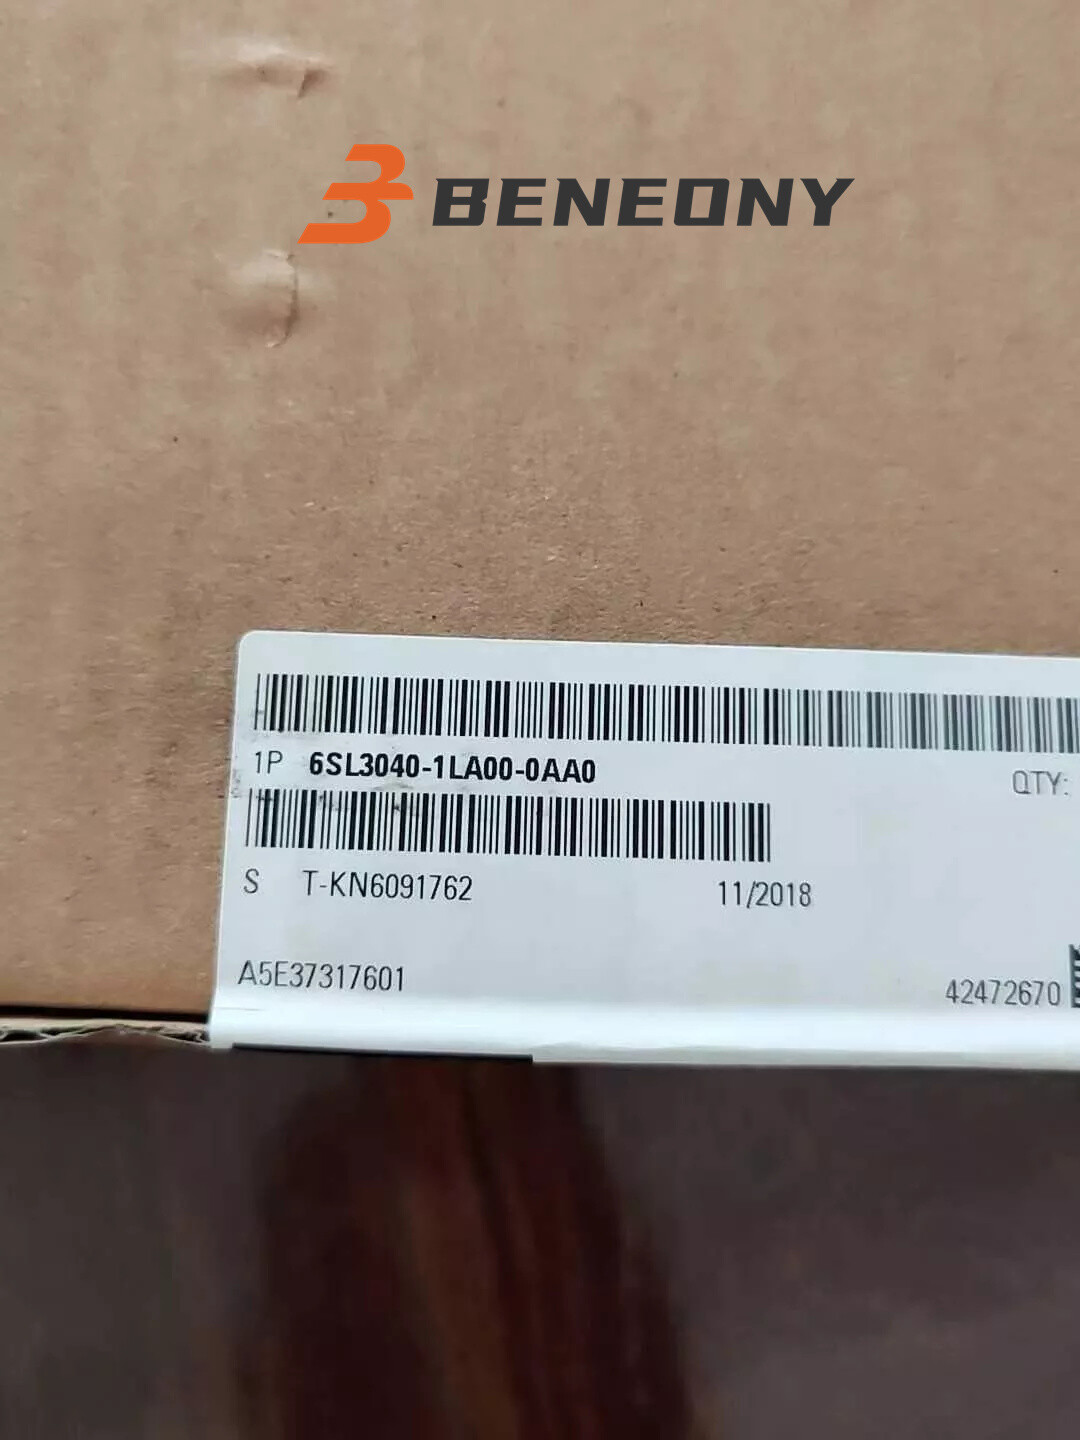 BENEONY
1P 6SL3040-1LA00-0AA0
QTY:
S T-KN6091762 11/2018
A5E37317601
42472670